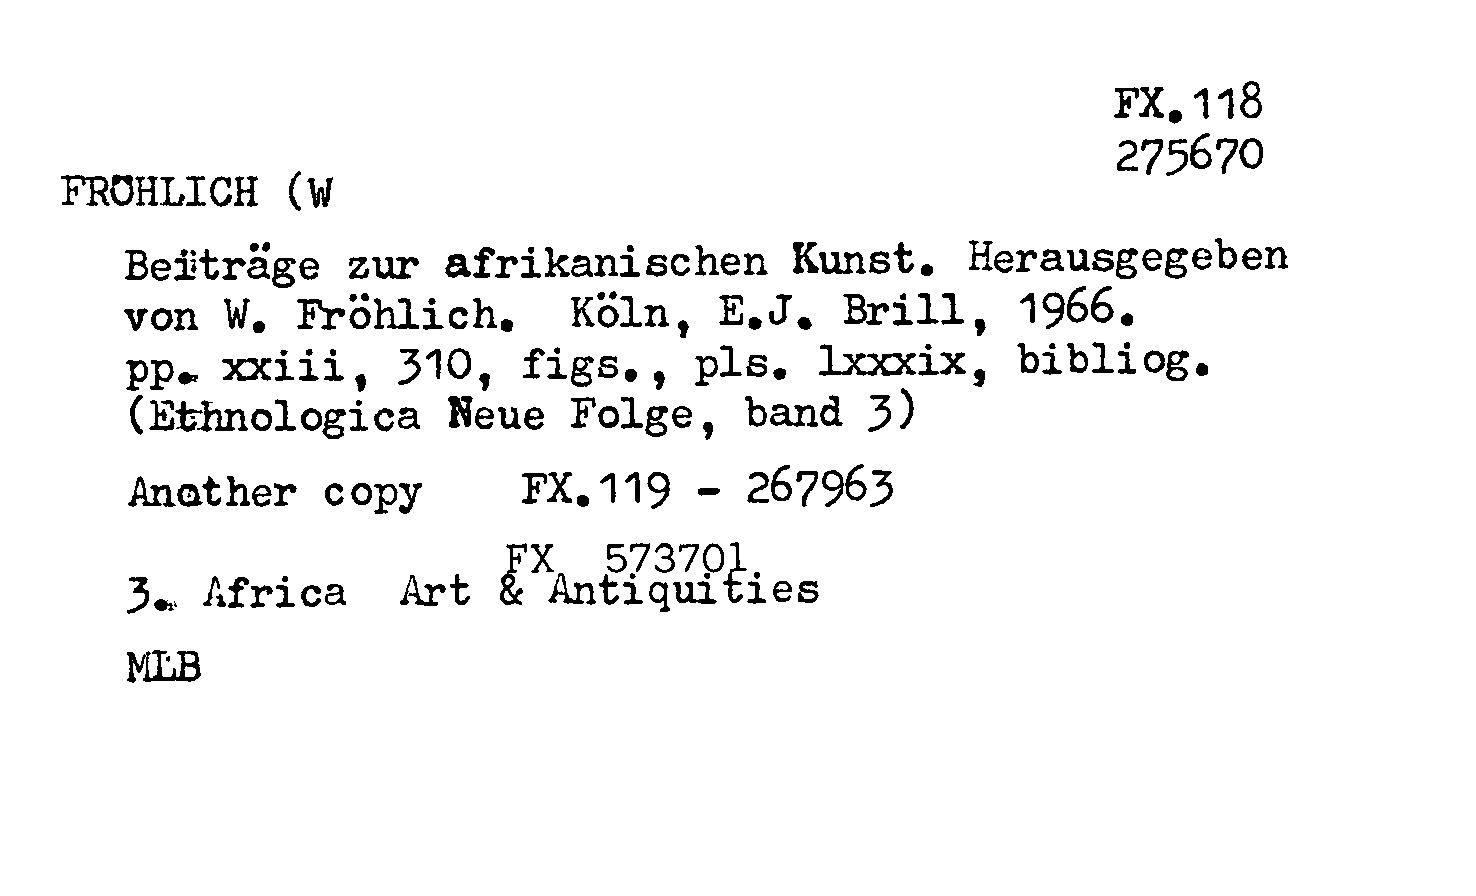 FX.118
275670
FRÖHLICH (W
Beiträge zur afrikanischen Kunst. Herausgegeben
von W. Fröhlich. Köln, E.J. Brill, 1966.
pp. xxiii, 310, figs., pls. lxxxix, bibliog.
(Ethnologica Neue Folge, band 3)
Another copy FX.119 - 267963
FX 573701
3. Africa Art & Antiquities
MLB